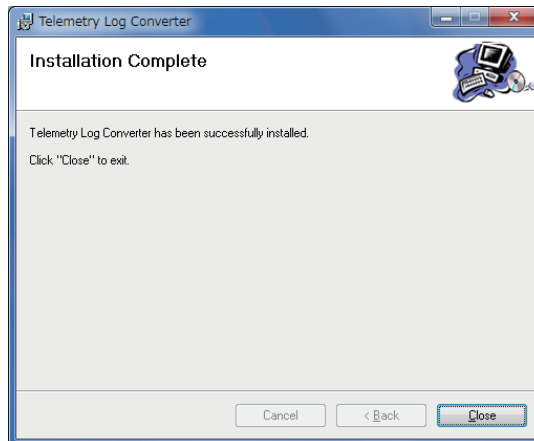 Telemetry Log Converter
Installation Complete
Telemetry Log Converter has been successfully installed.
Click "Close" to exit.
Cancel
< Back
Close